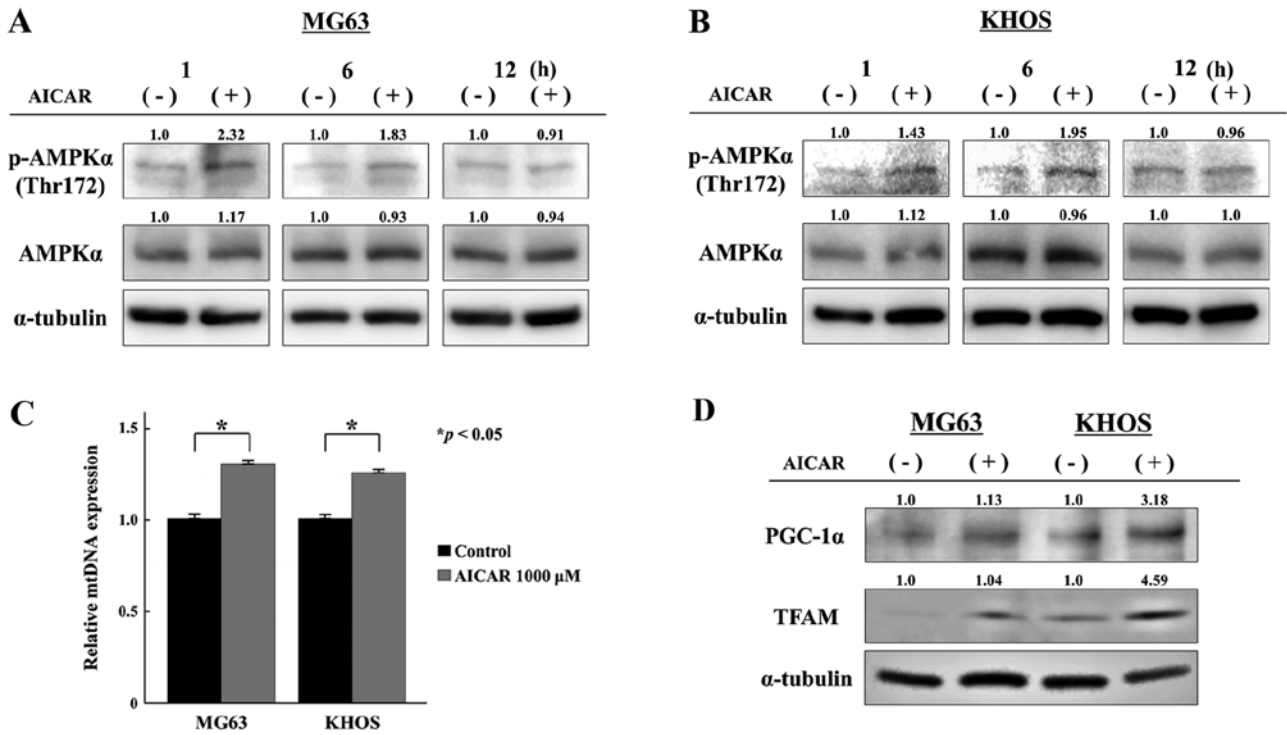 A
MG63
1 6 12 (h)
AICAR (-) (+) (-) (+) (-) (+)
1.0 2.32 1.0 1.83 1.0 0.91
p-AMPKα
(Thr172)
1.0 1.17 1.0 0.93 1.0 0.94
AMPKα
α-tubulin
B
KHOS
1 6 12 (h)
AICAR (-) (+) (-) (+) (-) (+)
1.0 1.43 1.0 1.95 1.0 0.96
p-AMPKα
(Thr172)
1.0 1.12 1.0 0.96 1.0 1.0
AMPKα
α-tubulin
C
Relative mtDNA expression
1.5
1.0
0.5
0
* *
*p < 0.05
Control
AICAR 1000 µM
MG63 KHOS
D
MG63 KHOS
AICAR (-) (+) (-) (+)
1.0 1.13 1.0 3.18
PGC-1α
1.0 1.04 1.0 4.59
TFAM
α-tubulin